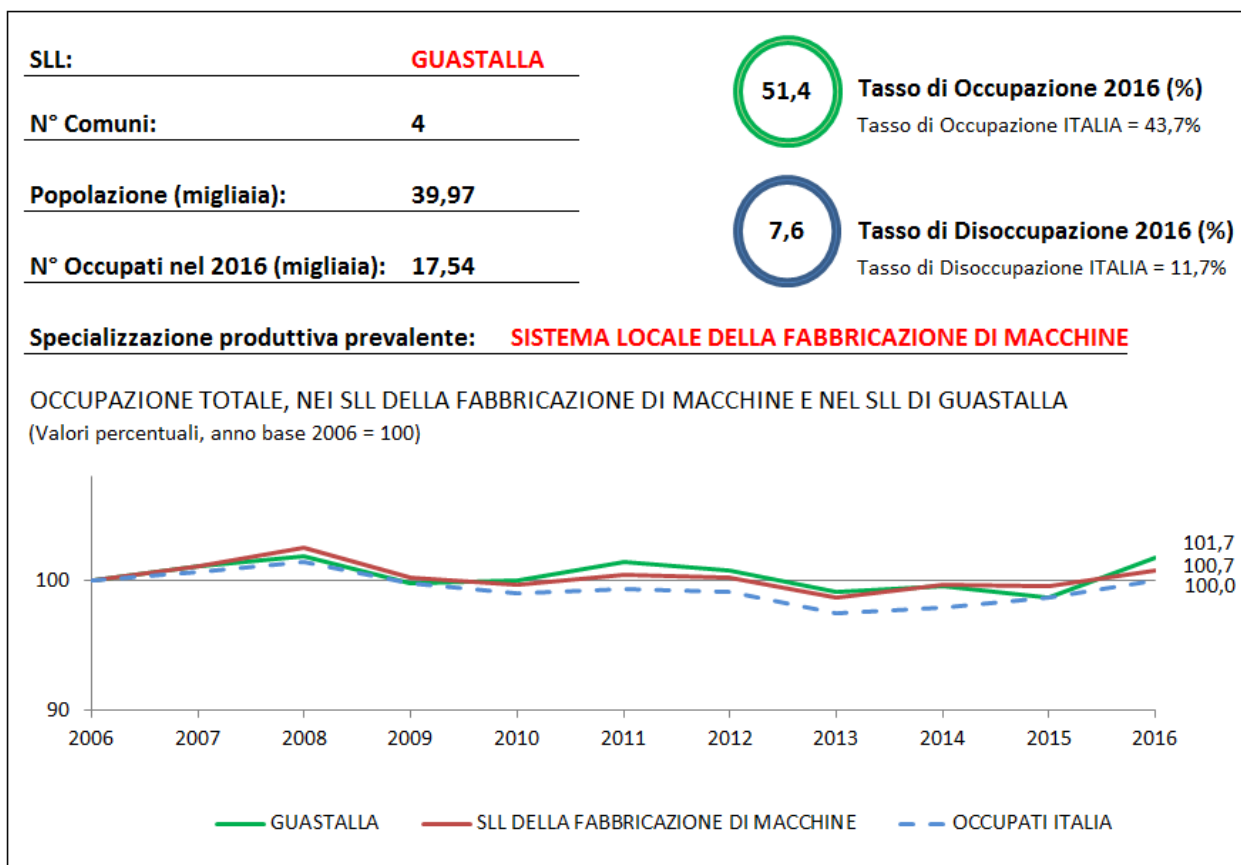 SLL: GUASTALLA
N° Comuni: 4
Popolazione (migliaia): 39,97
N° Occupati nel 2016 (migliaia): 17,54
51,4 Tasso di Occupazione 2016 (%)
Tasso di Occupazione ITALIA = 43,7%
7,6 Tasso di Disoccupazione 2016 (%)
Tasso di Disoccupazione ITALIA = 11,7%
Specializzazione produttiva prevalente: SISTEMA LOCALE DELLA FABBRICAZIONE DI MACCHINE
OCCUPAZIONE TOTALE, NEI SLL DELLA FABBRICAZIONE DI MACCHINE E NEL SLL DI GUASTALLA
(Valori percentuali, anno base 2006 = 100)
101,7
100,7
100,0
100
90
2006 2007 2008 2009 2010 2011 2012 2013 2014 2015 2016
GUASTALLA SLL DELLA FABBRICAZIONE DI MACCHINE OCCUPATI ITALIA